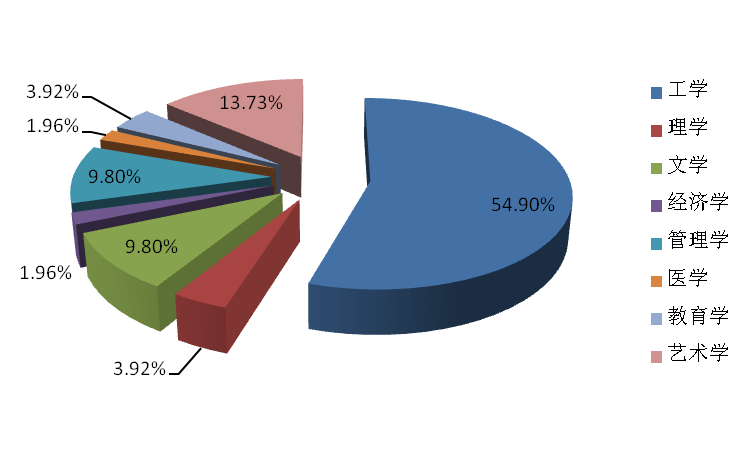 3.92%
13.73%
1.96%
9.80%
54.90%
9.80%
1.96%
3.92%
工学
理学
文学
经济学
管理学
医学
教育学
艺术学